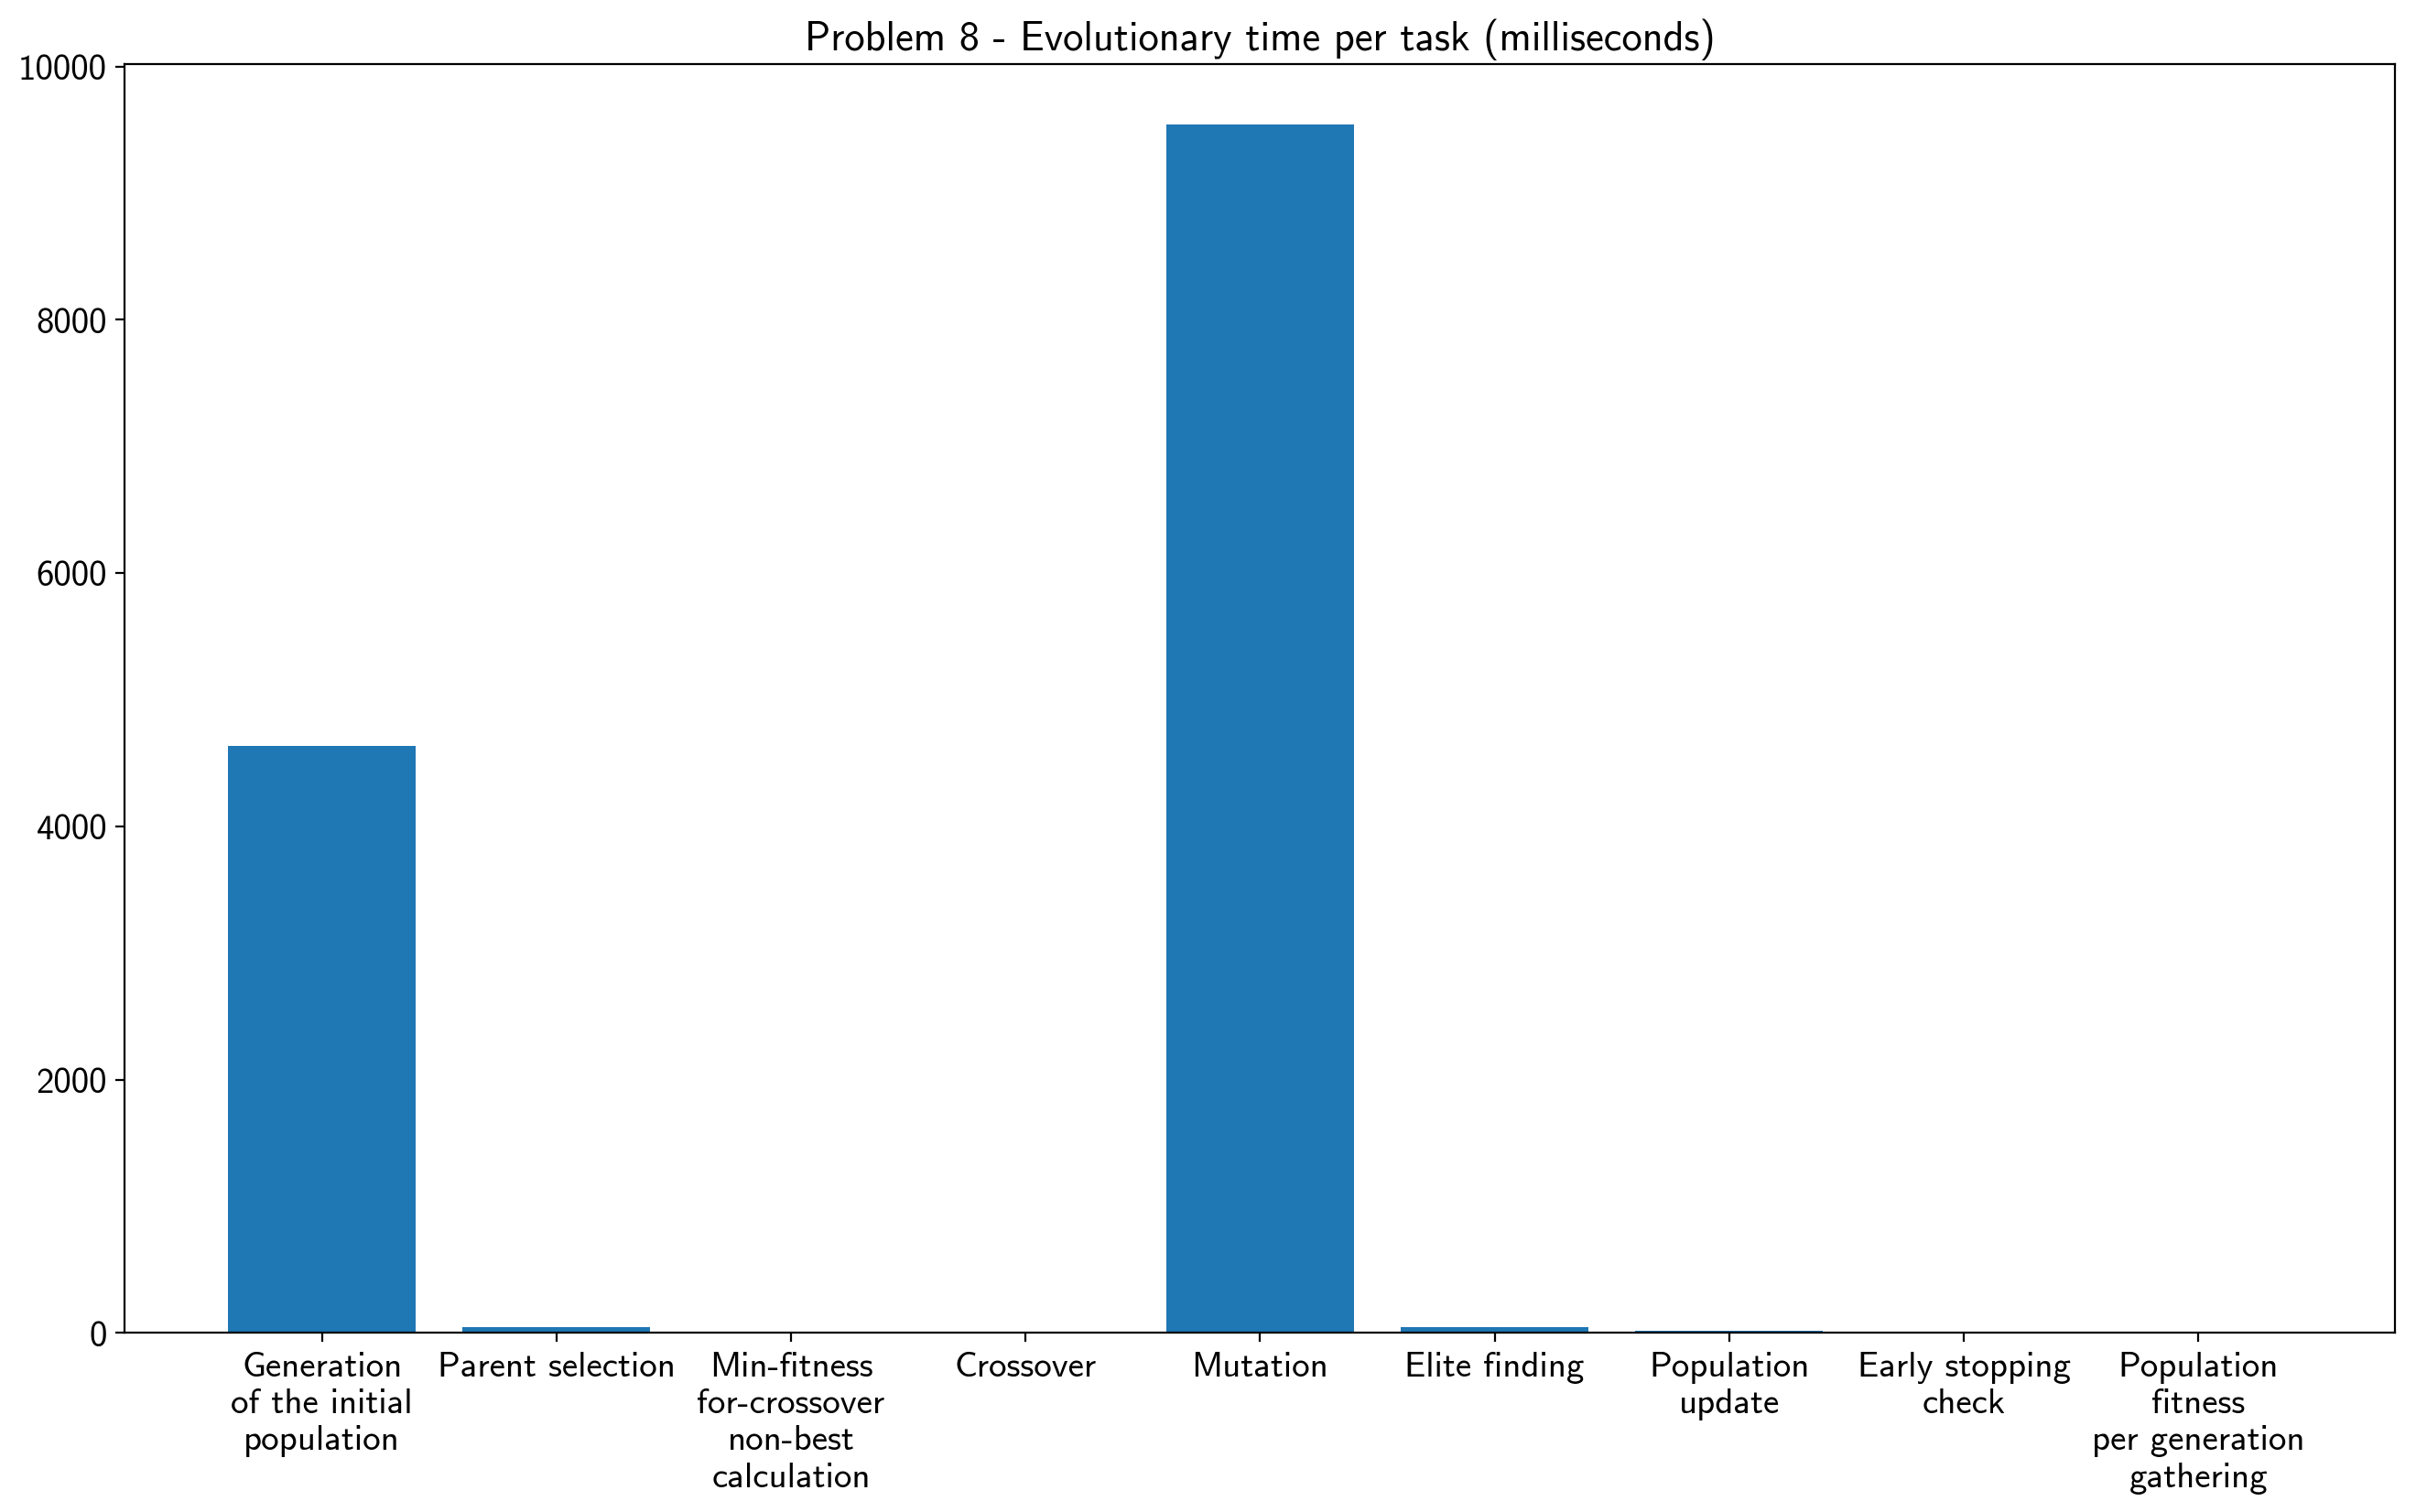 Problem 8 - Evolutionary time per task (milliseconds)
10000
8000
6000
4000
2000
0
Generation
of the initial
population
Parent selection
Min-fitness
for-crossover
non-best
calculation
Crossover
Mutation
Elite finding
Population
update
Early stopping
check
Population
fitness
per generation
gathering